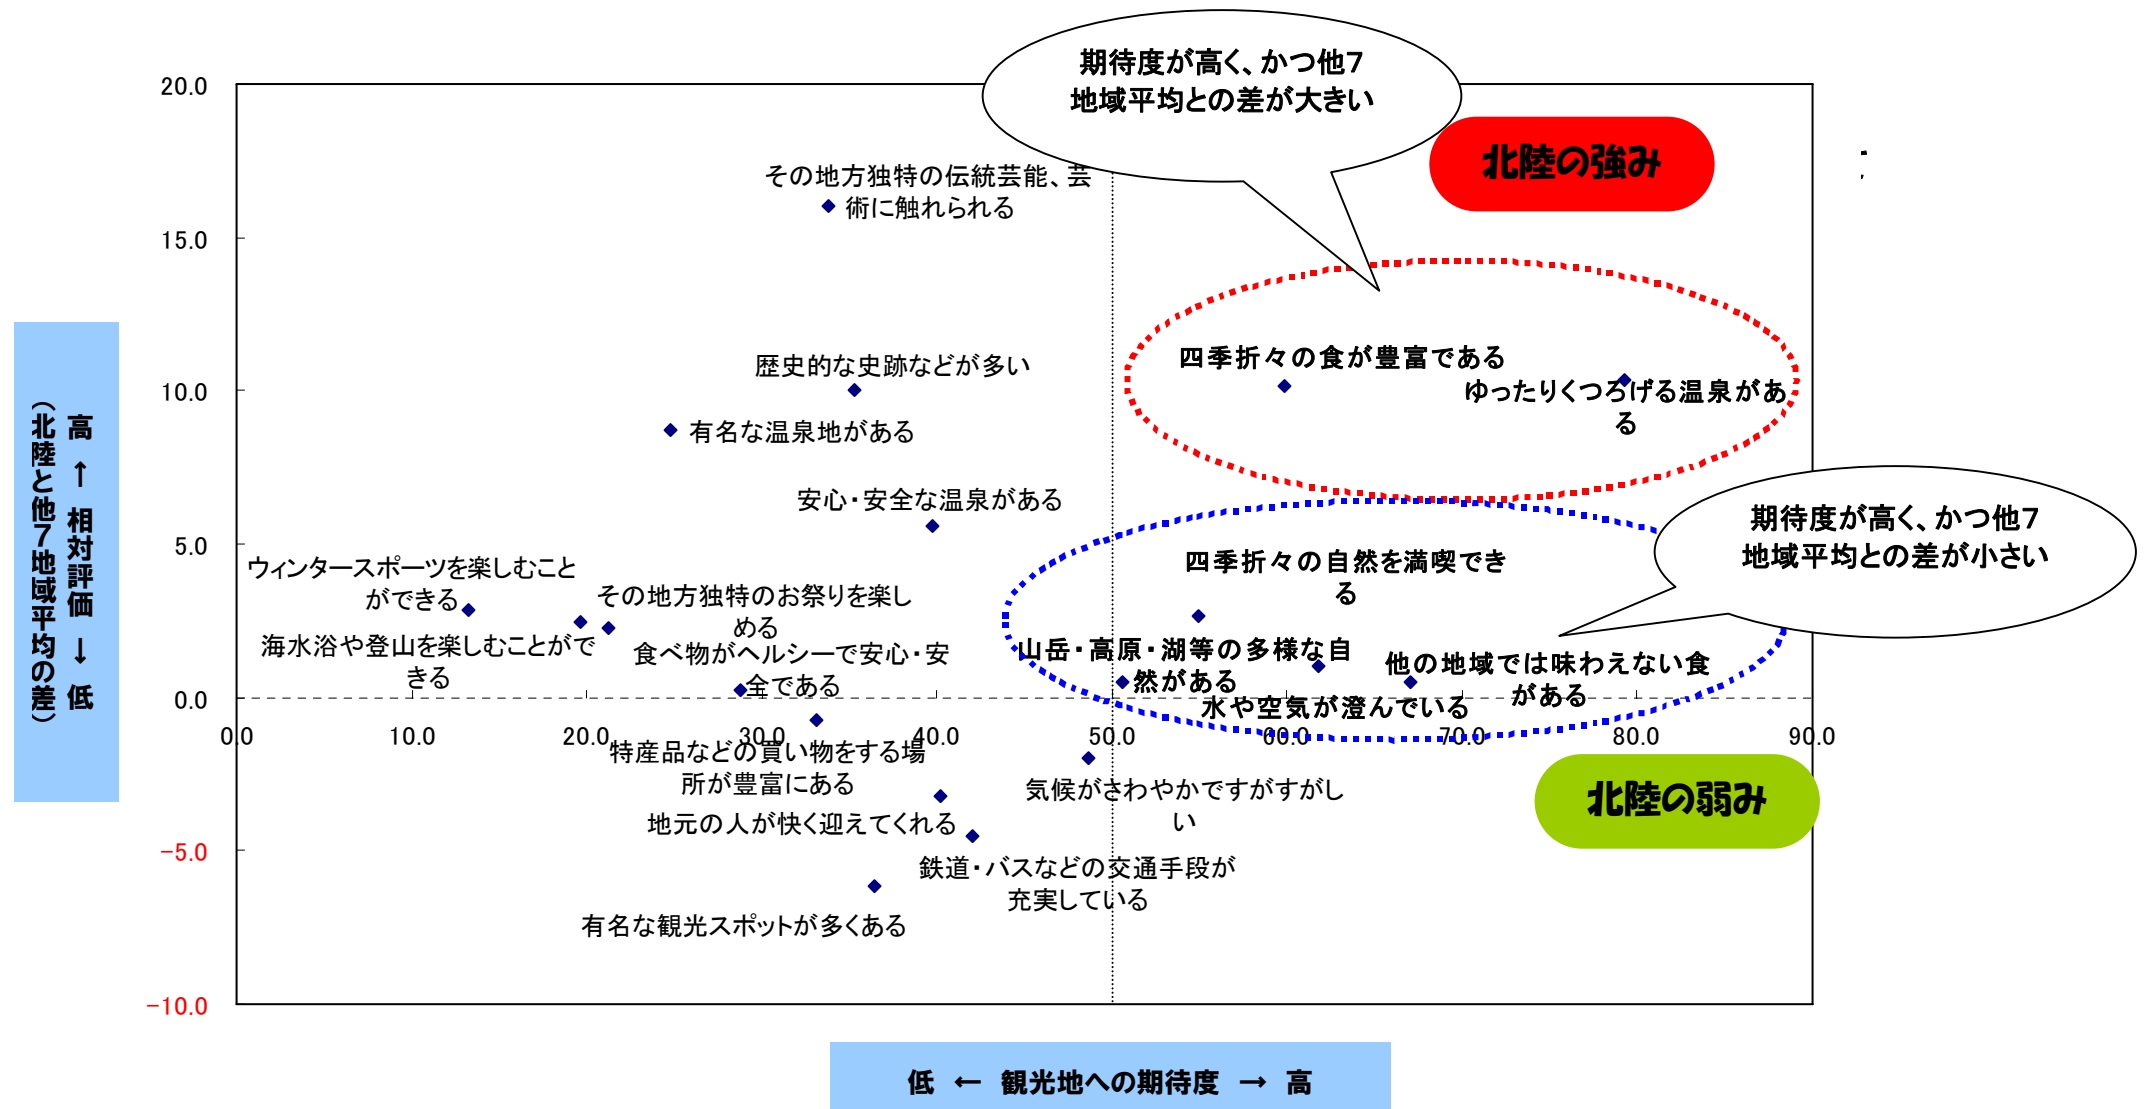 期待度が高く、かつ他7
地域平均との差が大きい
北陸の強み
20.0
15.0
10.0
5.0
0.0
-5.0
-10.0
その地方独特の伝統芸能、芸
術に触れられる
歴史的な史跡などが多い
有名な温泉地がある
四季折々の食が豊富である
ゆったりくつろげる温泉があ
る
安心・安全な温泉がある
期待度が高く、かつ他7
地域平均との差が小さい
ウィンタースポーツを楽しむこと
ができる
その地方独特のお祭りを楽し
める
海水浴や登山を楽しむことがで
きる
食べ物がヘルシーで安心・安
全である
四季折々の自然を満喫でき
る
山岳・高原・湖等の多様な自
然がある
他の地域では味わえない食
がある
水や空気が澄んでいる
0.0
10.0
20.0
30.0
40.0
50.0
60.0
70.0
80.0
90.0
特産品などの買い物をする場
所が豊富にある
気候がさわやかですがすがし
い
北陸の弱み
地元の人が快く迎えてくれる
鉄道・バスなどの交通手段が
充実している
有名な観光スポットが多くある
高 ↑ 相対評価 ↓ 低
（北陸と他7地域平均の差）
低 ← 観光地への期待度 → 高